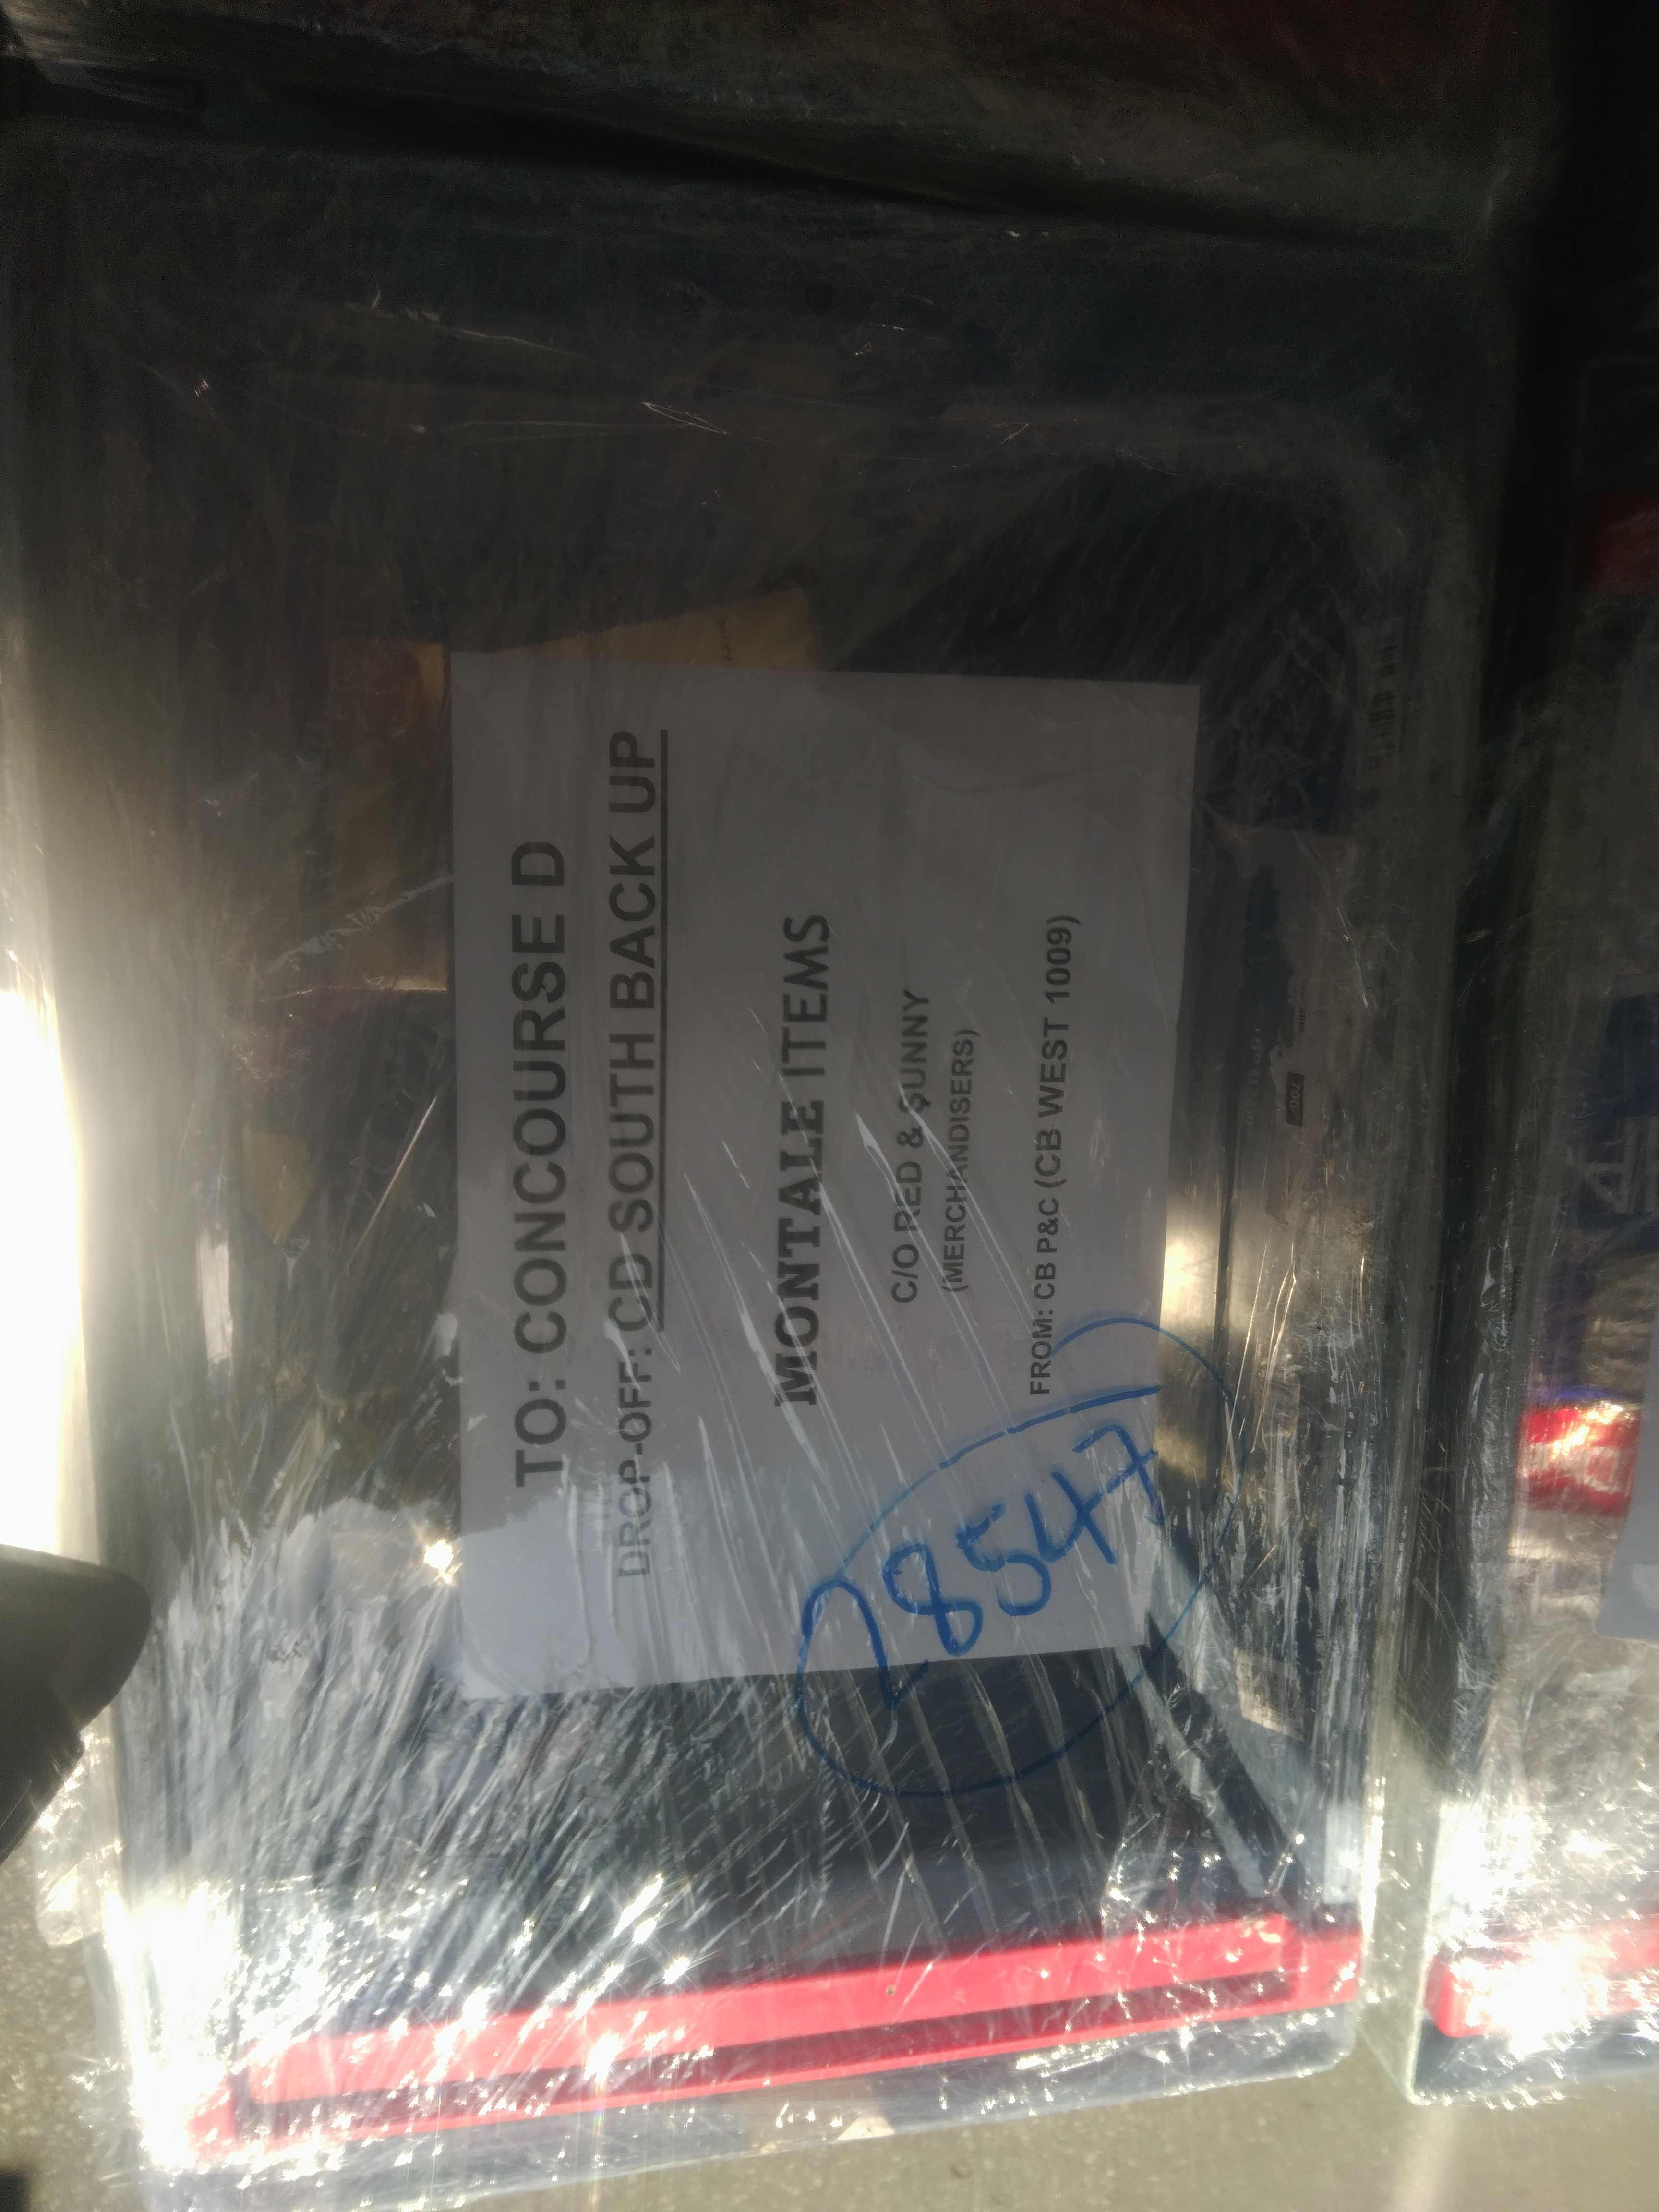 TO: CONCOURSE D
DROP-OFF: CD SOUTH BACK UP
MONTALE ITEMS
C/O RED & SUNNY
(MERCHANDISERS)
FROM: CB P&C (CB WEST 1009)
28547